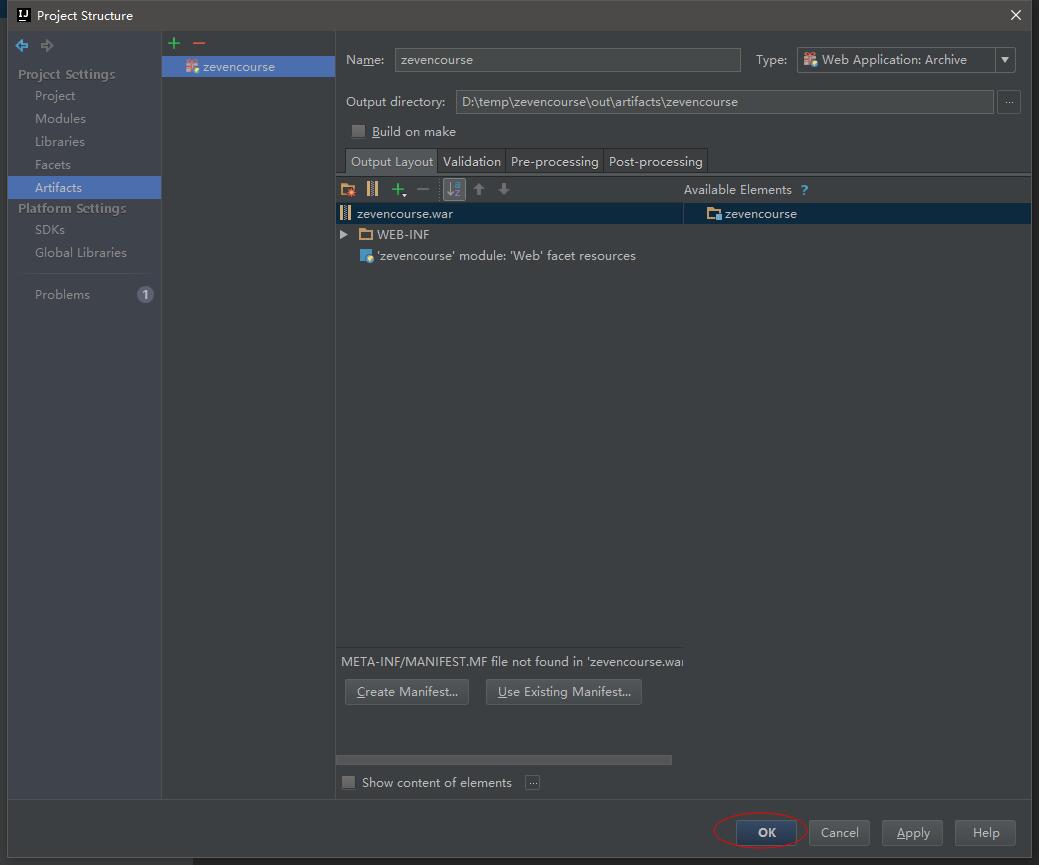 Project Structure
Project Settings
Project
Modules
Libraries
Facets
Artifacts
Platform Settings
SDKs
Global Libraries
Problems 1
zevencourse
Name: zevencourse Type: Web Application: Archive
Output directory: D:\temp\zevencourse\out\artifacts\zevencourse ...
Build on make
Output Layout Validation Pre-processing Post-processing
Available Elements ?
zevencourse.war
WEB-INF
'zevencourse' module: 'Web' facet resources
zevencourse
META-INF/MANIFEST.MF file not found in 'zevencourse.war
Create Manifest... Use Existing Manifest...
Show content of elements ...
OK Cancel Apply Help